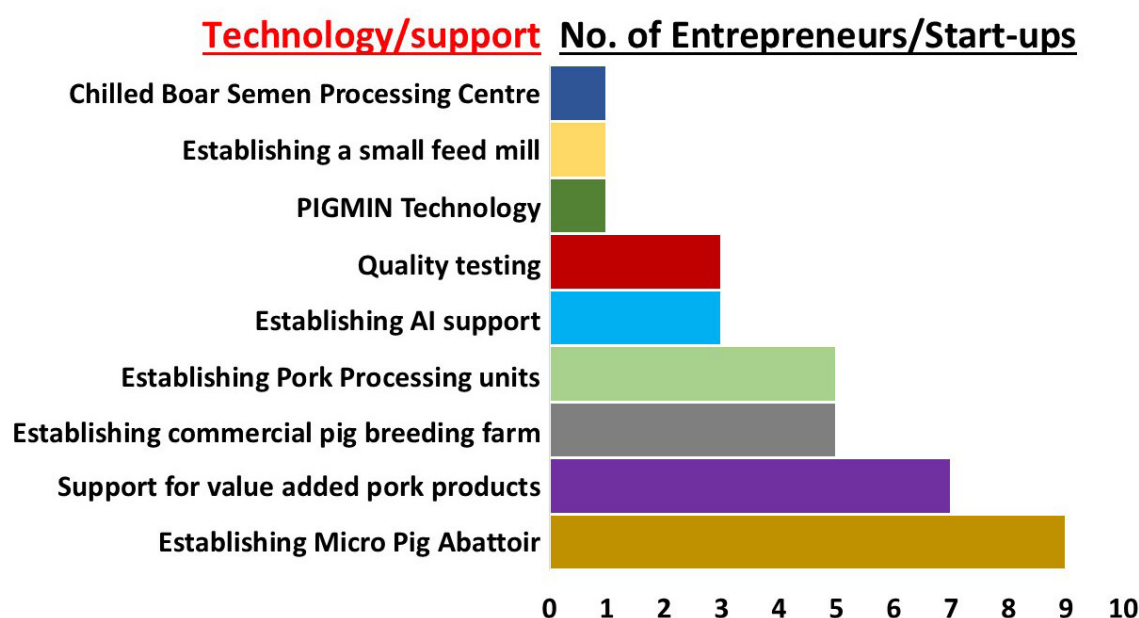 Technology/support No. of Entrepreneurs/Start-ups
Chilled Boar Semen Processing Centre
Establishing a small feed mill
PIGMIN Technology
Quality testing
Establishing AI support
Establishing Pork Processing units
Establishing commercial pig breeding farm
Support for value added pork products
Establishing Micro Pig Abattoir
0 1 2 3 4 5 6 7 8 9 10